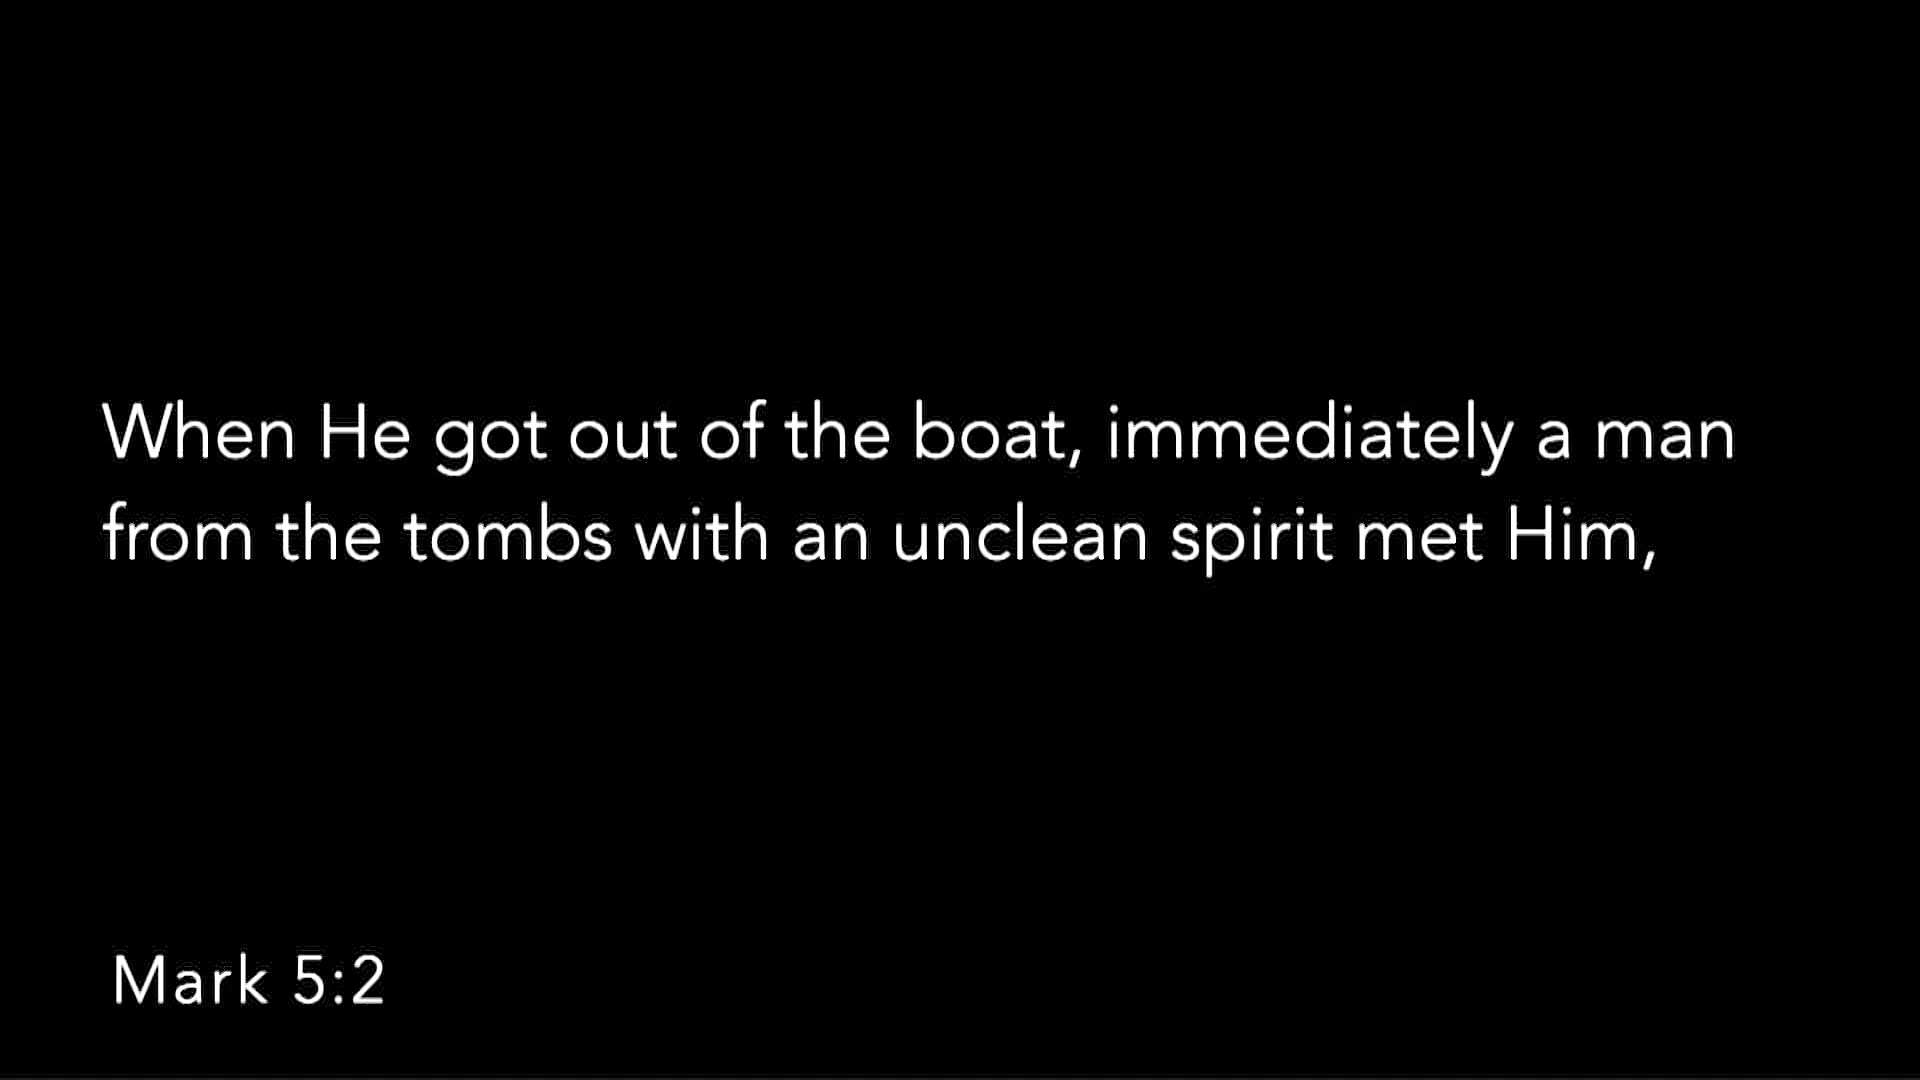 When He got out of the boat, immediately a man
from the tombs with an unclean spirit met Him,
Mark 5:2